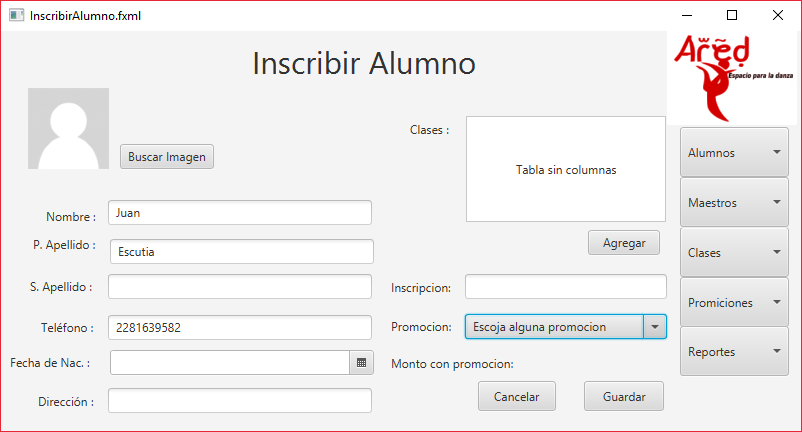 InscribirAlumno.fxml
Inscribir Alumno
Ared
Espacio para la danza
Buscar Imagen
Clases :
Tabla sin columnas
Agregar
Nombre :
Juan
P. Apellido :
Escutia
S. Apellido :
Teléfono :
2281639582
Fecha de Nac. :
Dirección :
Inscripcion:
Promocion:
Escoja alguna promocion
Monto con promocion:
Cancelar
Guardar
Alumnos
Maestros
Clases
Promiciones
Reportes